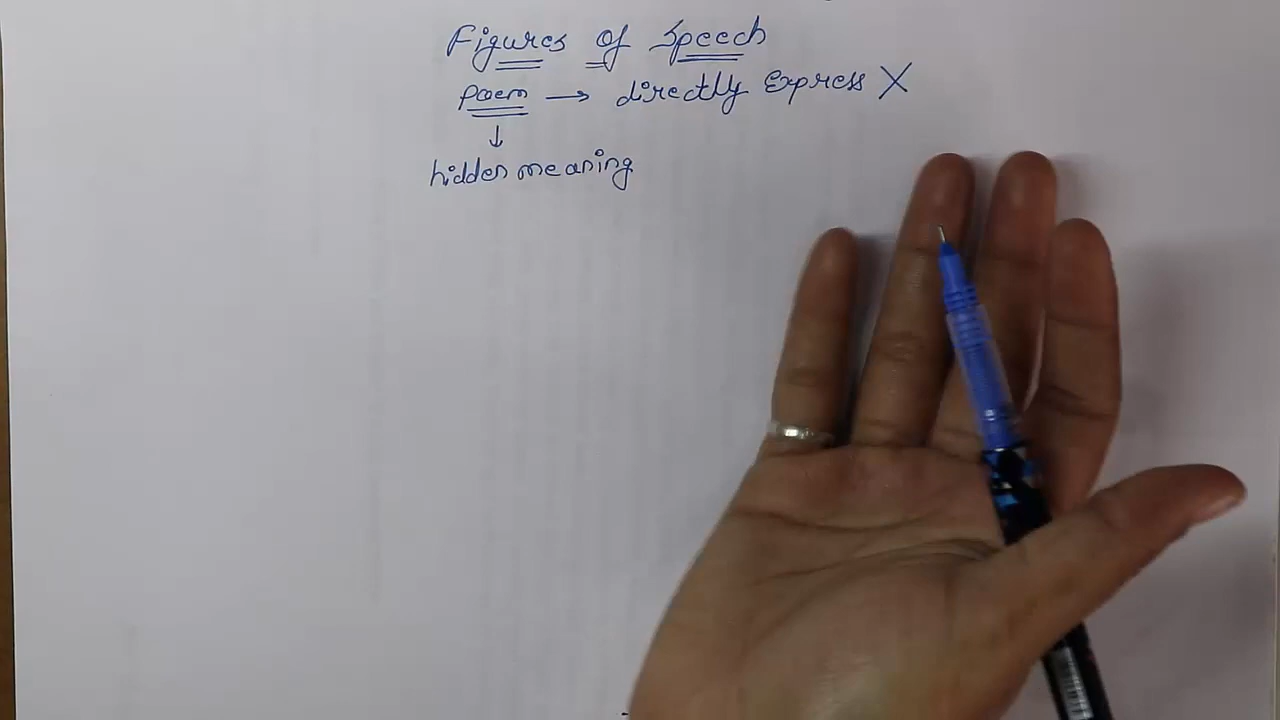 Figures of Speech
Poem → directly Express X
↓
hidden meaning